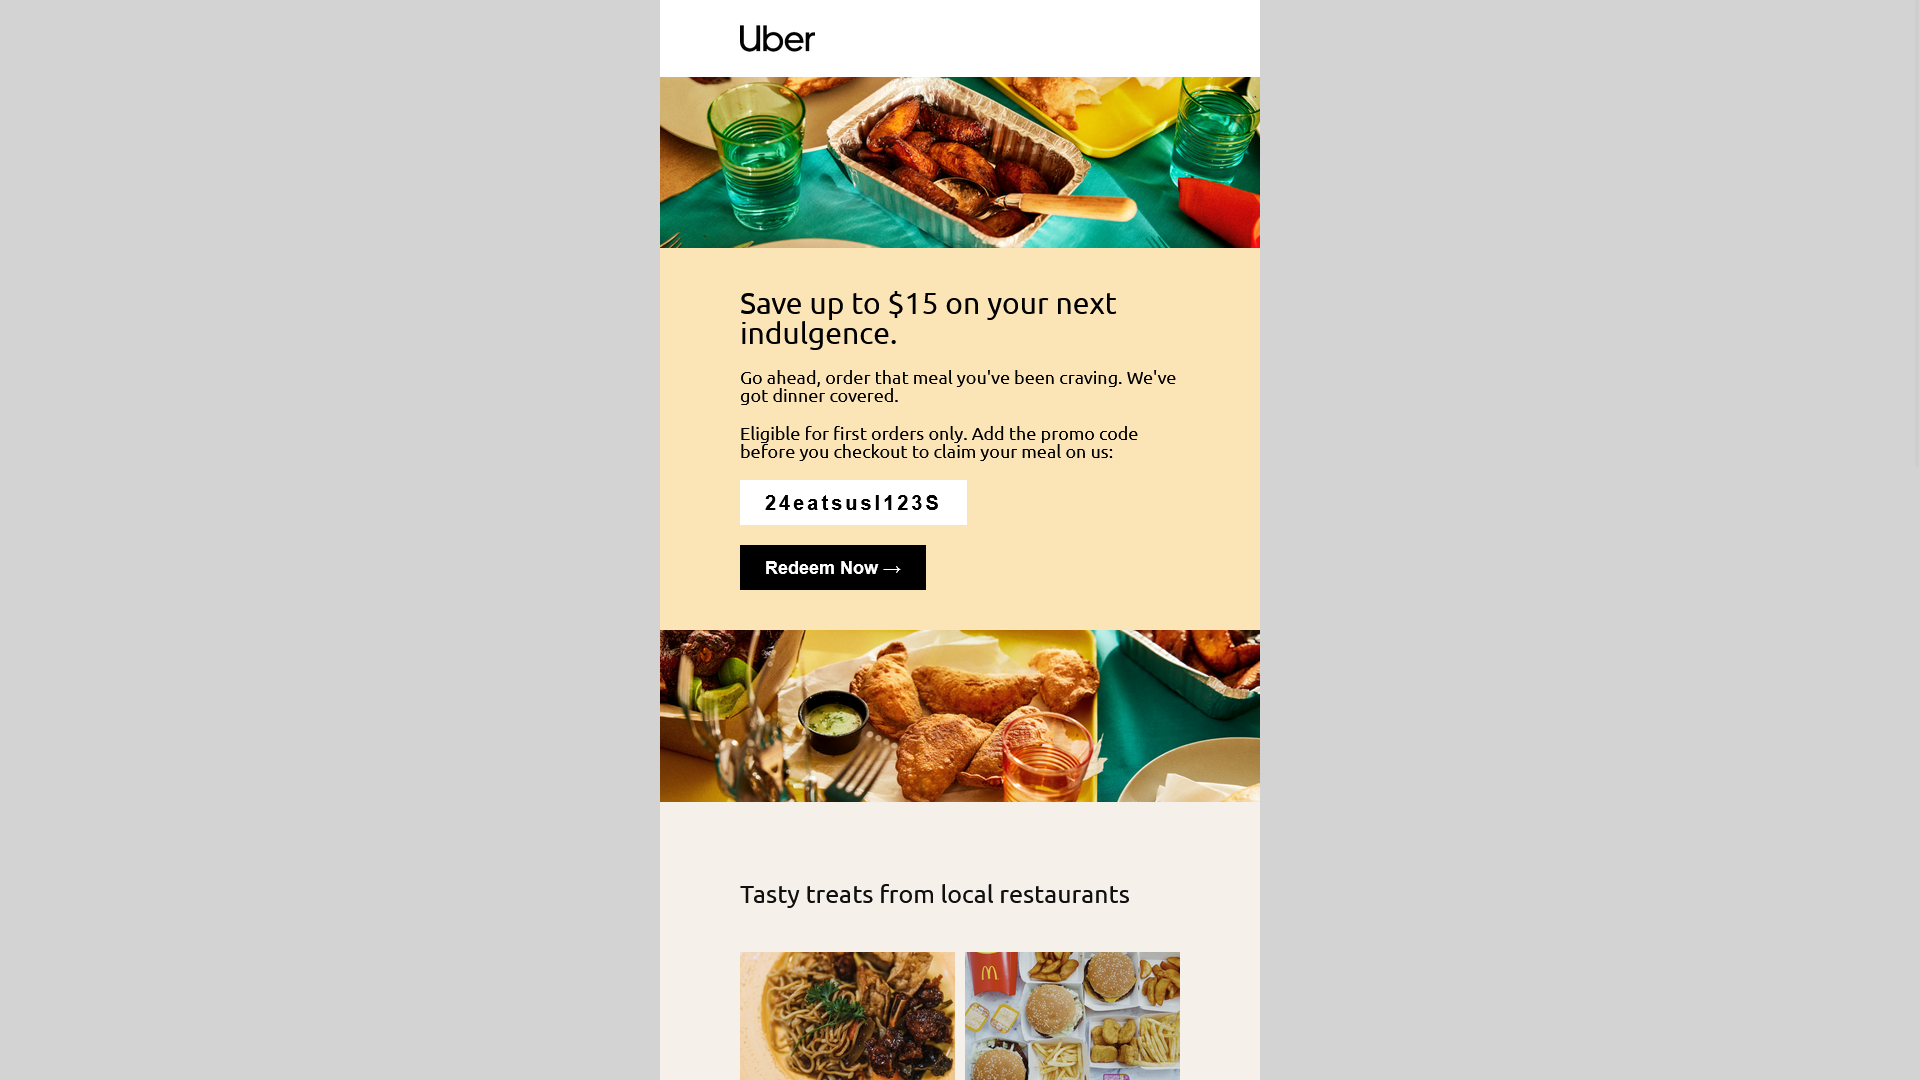 Uber
Save up to $15 on your next
indulgence.
Go ahead, order that meal you've been craving. We've
got dinner covered.
Eligible for first orders only. Add the promo code
before you checkout to claim your meal on us:
24eatsusl123S
Redeem Now →
Tasty treats from local restaurants